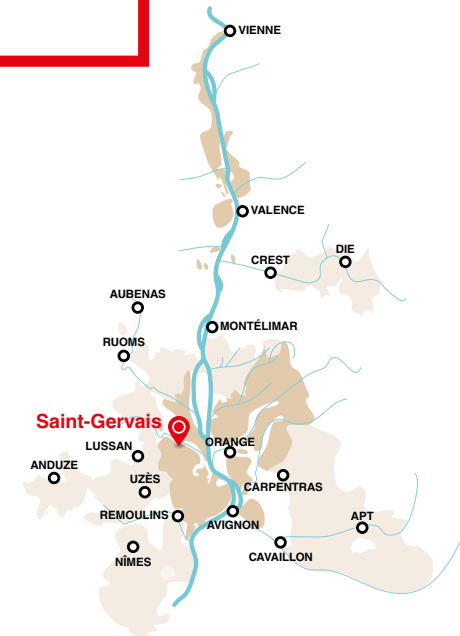 VIENNE
VALENCE
DIE
CREST
AUBENAS
MONTÉLIMAR
RUOMS
Saint-Gervais
ORANGE
LUSSAN
ANDUZE
UZÈS
CARPENTRAS
REMOULINS
AVIGNON
APT
CAVAILLON
NÎMES